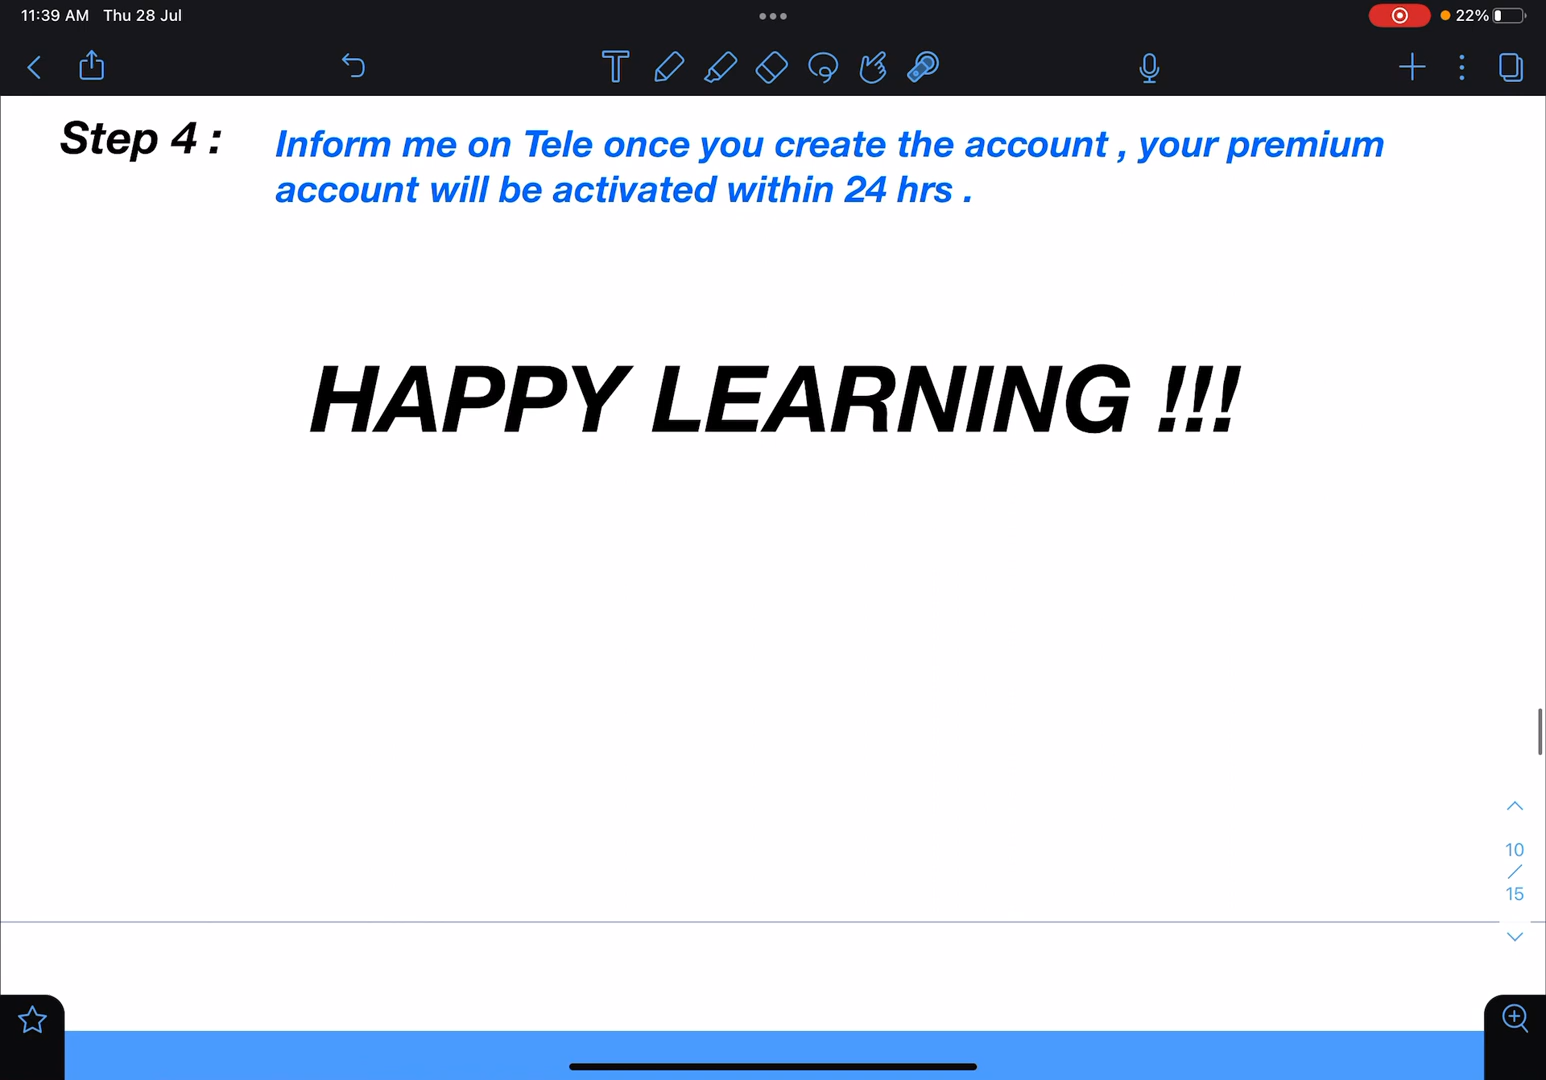 11:39 AM Thu 28 Jul
22%
Step 4 : Inform me on Tele once you create the account , your premium
account will be activated within 24 hrs .
HAPPY LEARNING !!!
10
/
15